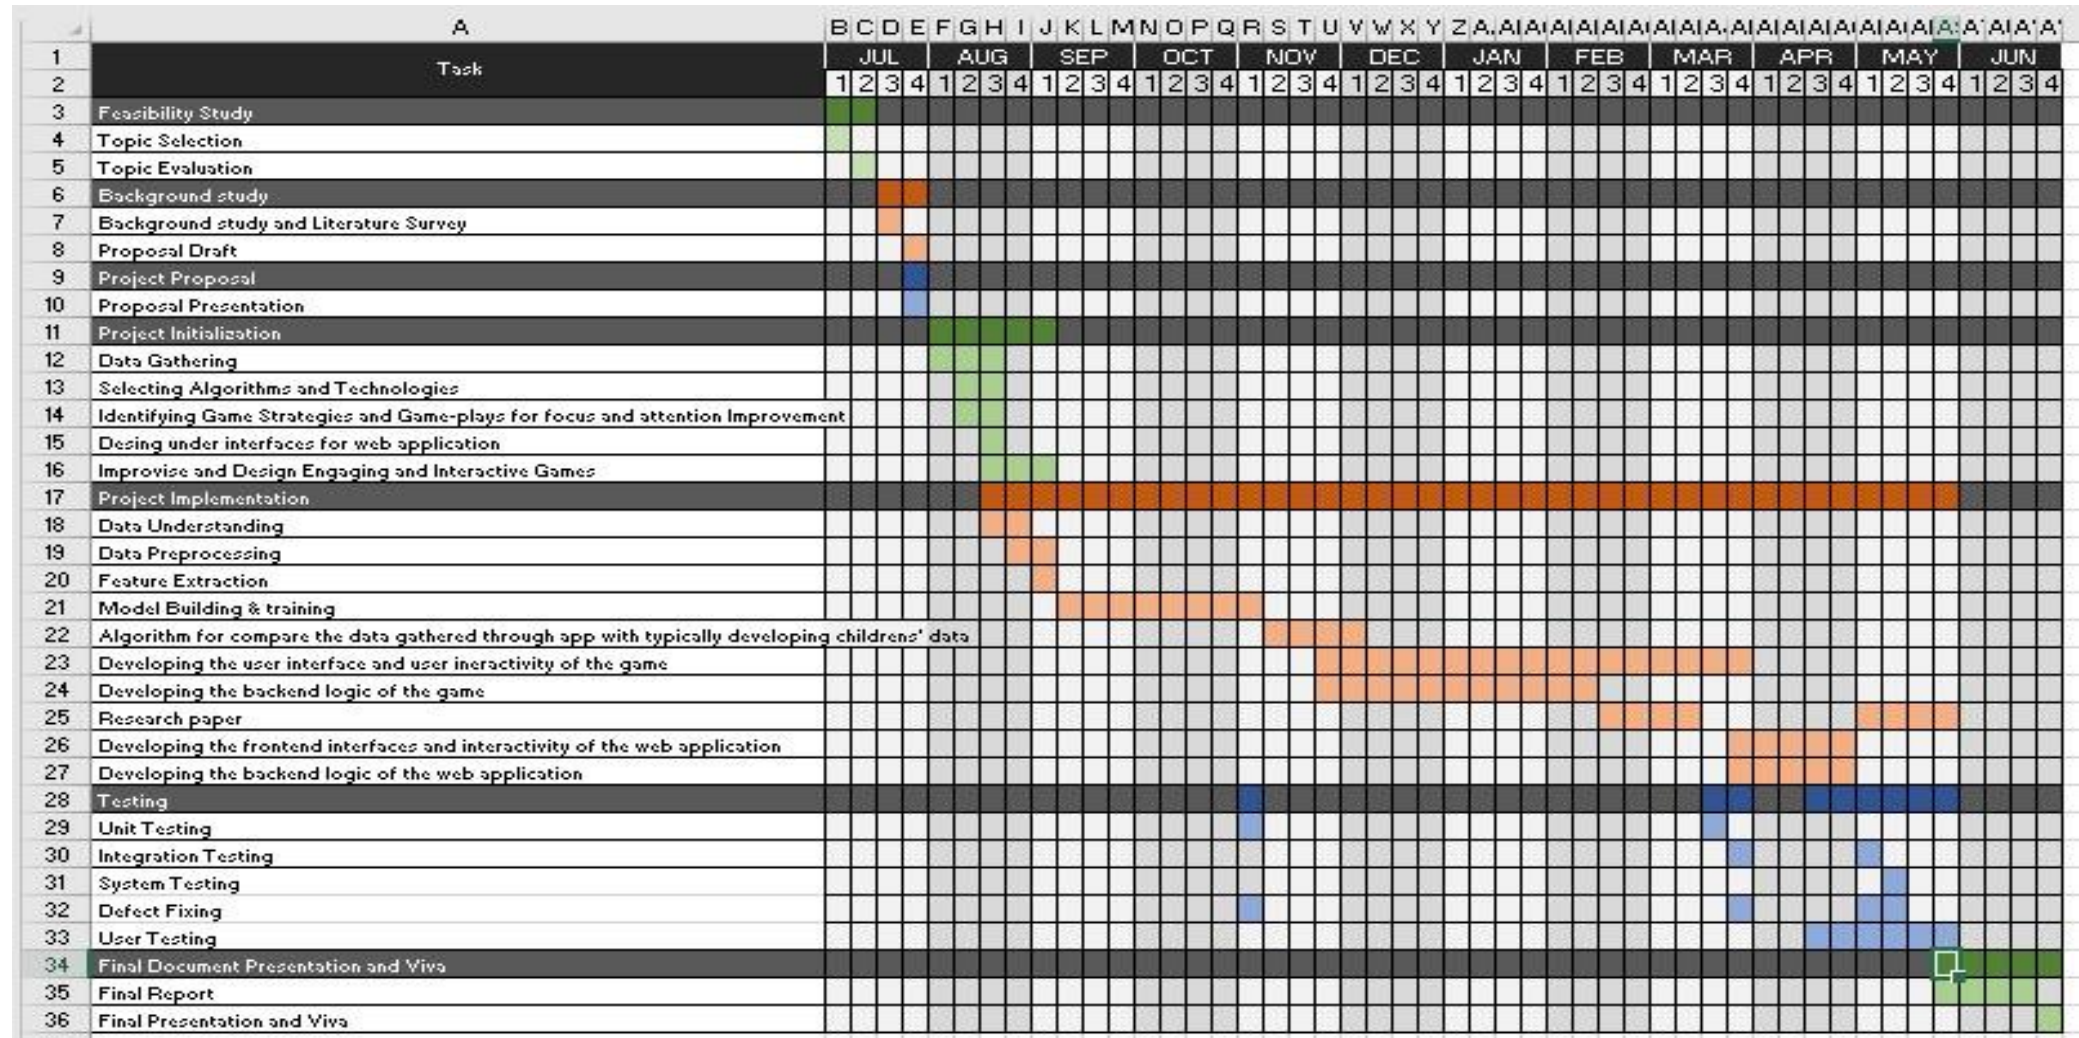 A B C D E F G H I J K L M N O P Q R S T U V W X Y Z
1 Task JUL AUG SEP OCT NOV DEC JAN FEB MAR APR MAY JUN
2 1 2 3 4 1 2 3 4 1 2 3 4 1 2 3 4 1 2 3 4 1 2 3 4 1 2 3 4 1 2 3 4 1 2 3 4 1 2 3 4 1 2 3 4 1 2 3 4
3 Feasibility Study
4 Topic Selection
5 Topic Evaluation
6 Background study
7 Background study and Literature Survey
8 Proposal Draft
9 Project Proposal
10 Proposal Presentation
11 Project Initialization
12 Data Gathering
13 Selecting Algorithms and Technologies
14 Identifying Game Strategies and Game-plays for focus and attention Improvement
15 Desing under interfaces for web application
16 Improvise and Design Engaging and Interactive Games
17 Project Implementation
18 Data Understanding
19 Data Preprocessing
20 Feature Extraction
21 Model Building & training
22 Algorithm for compare the data gathered through app with typically developing childrens' data
23 Developing the user interface and user ineractivity of the game
24 Developing the backend logic of the game
25 Research paper
26 Developing the frontend interfaces and interactivity of the web application
27 Developing the backend logic of the web application
28 Testing
29 Unit Testing
30 Integration Testing
31 System Testing
32 Defect Fixing
33 User Testing
34 Final Document Presentation and Viva
35 Final Report
36 Final Presentation and Viva